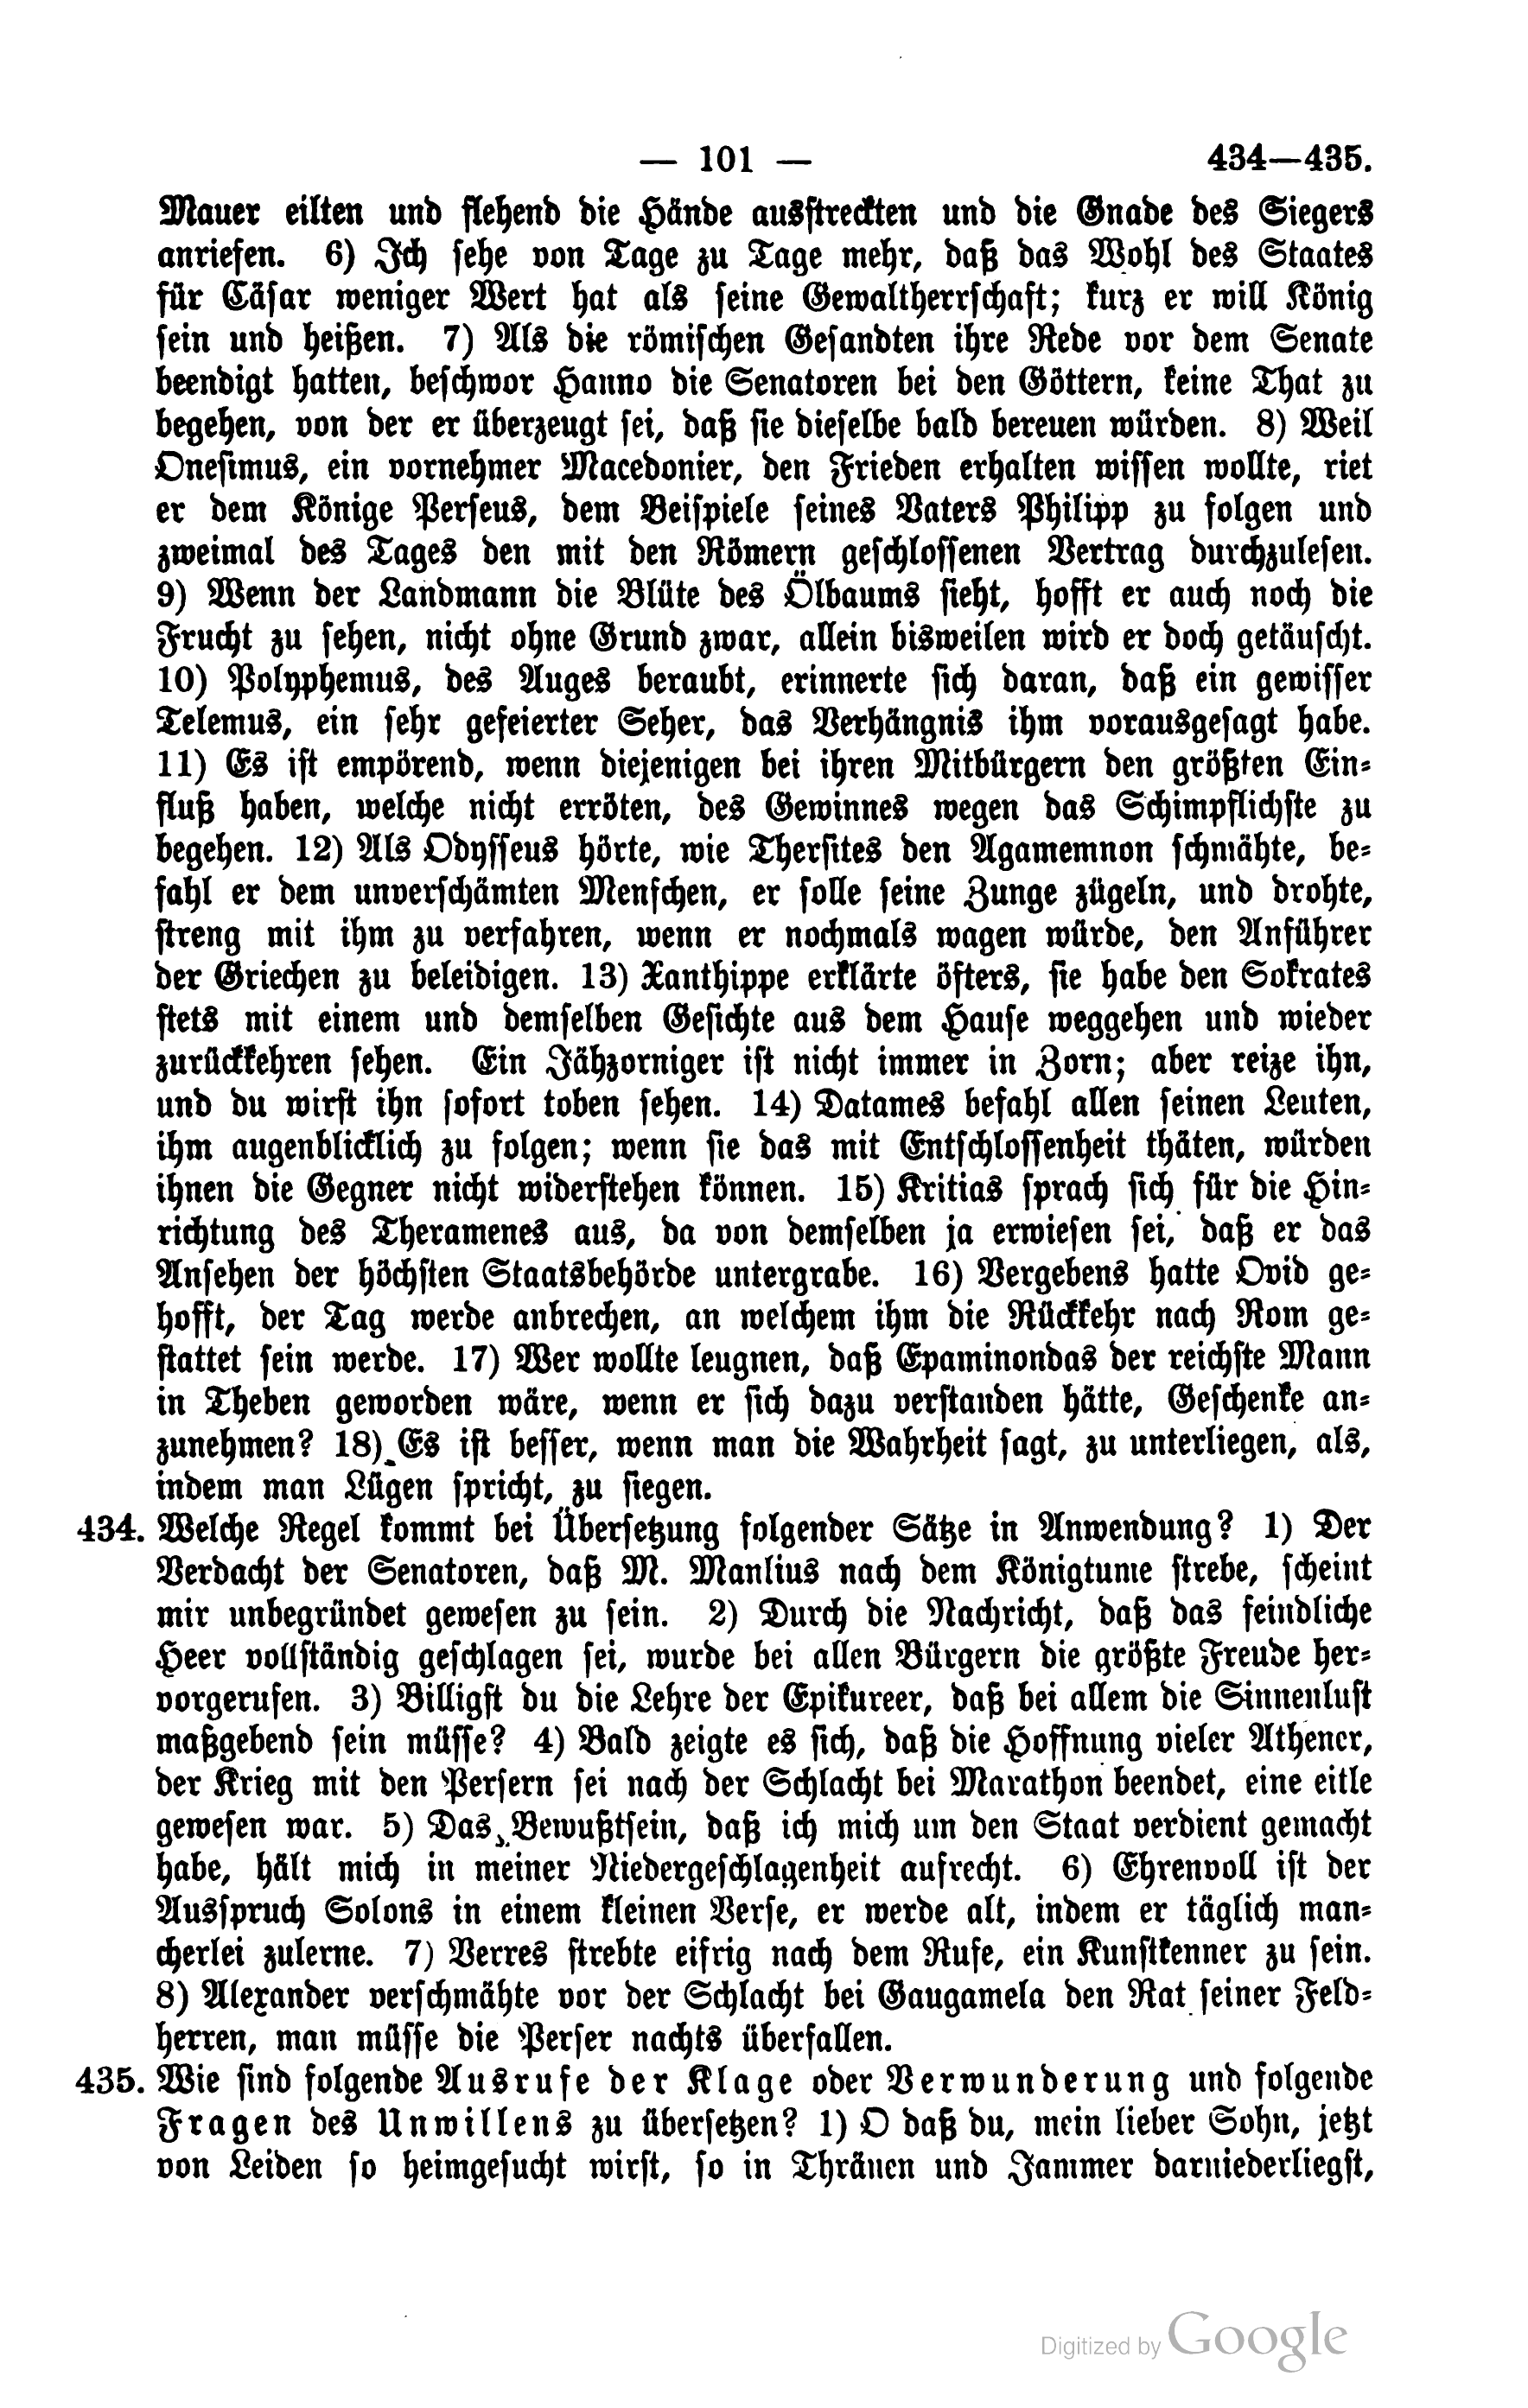 — 101 — 434—435.
Mauer eilten und flehend die Hände ausstreckten und die Gnade des Siegers
anriefen. 6) Ich sehe von Tage zu Tage mehr, daß das Wohl des Staates
für Cäsar weniger Wert hat als seine Gewaltherrschaft; kurz er will König
sein und heißen. 7) Als die römischen Gesandten ihre Rede vor dem Senate
beendigt hatten, beschwor Hanno die Senatoren bei den Göttern, keine That zu
begehen, von der er überzeugt sei, daß sie dieselbe bald bereuen würden. 8) Weil
Onesimus, ein vornehmer Macedonier, den Frieden erhalten wissen wollte, riet
er dem Könige Perseus, dem Beispiele seines Vaters Philipp zu folgen und
zweimal des Tages den mit den Römern geschlossenen Vertrag durchzulesen.
9) Wenn der Landmann die Blüte des Ölbaums sieht, hofft er auch noch die
Frucht zu sehen, nicht ohne Grund zwar, allein bisweilen wird er doch getäuscht.
10) Polyphemus, des Auges beraubt, erinnerte sich daran, daß ein gewisser
Telemus, ein sehr gefeierter Seher, das Verhängnis ihm vorausgesagt habe.
11) Es ist empörend, wenn diejenigen bei ihren Mitbürgern den größten Ein-
fluß haben, welche nicht erröten, des Gewinnes wegen das Schimpflichste zu
begehen. 12) Als Odysseus hörte, wie Thersites den Agamemnon schmähte, be-
fahl er dem unverschämten Menschen, er solle seine Zunge zügeln, und drohte,
streng mit ihm zu verfahren, wenn er nochmals wagen würde, den Anführer
der Griechen zu beleidigen. 13) Xanthippe erklärte öfters, sie habe den Sokrates
stets mit einem und demselben Gesichte aus dem Hause weggehen und wieder
zurückkehren sehen. Ein Jähzorniger ist nicht immer in Zorn; aber reize ihn,
und du wirst ihn sofort toben sehen. 14) Datames befahl allen seinen Leuten,
ihm augenblicklich zu folgen; wenn sie das mit Entschlossenheit thäten, würden
ihnen die Gegner nicht widerstehen können. 15) Kritias sprach sich für die Hin-
richtung des Theramenes aus, da von demselben ja erwiesen sei, daß er das
Ansehen der höchsten Staatsbehörde untergrabe. 16) Vergebens hatte Ovid ge-
hofft, der Tag werde anbrechen, an welchem ihm die Rückkehr nach Rom ge-
stattet sein werde. 17) Wer wollte leugnen, daß Epaminondas der reichste Mann
in Theben geworden wäre, wenn er sich dazu verstanden hätte, Geschenke an-
zunehmen? 18) Es ist besser, wenn man die Wahrheit sagt, zu unterliegen, als,
indem man Lügen spricht, zu siegen.
434. Welche Regel kommt bei Übersetzung folgender Sätze in Anwendung? 1) Der
Verdacht der Senatoren, daß M. Manlius nach dem Königtume strebe, scheint
mir unbegründet gewesen zu sein. 2) Durch die Nachricht, daß das feindliche
Heer vollständig geschlagen sei, wurde bei allen Bürgern die größte Freude her-
vorgerufen. 3) Billigst du die Lehre der Epikureer, daß bei allem die Sinnenlust
maßgebend sein müsse? 4) Bald zeigte es sich, daß die Hoffnung vieler Athener,
der Krieg mit den Persern sei nach der Schlacht bei Marathon beendet, eine eitle
gewesen war. 5) Das Bewußtsein, daß ich mich um den Staat verdient gemacht
habe, hält mich in meiner Niedergeschlagenheit aufrecht. 6) Ehrenvoll ist der
Ausspruch Solons in einem kleinen Verse, er werde alt, indem er täglich man-
cherlei zulerne. 7) Verres strebte eifrig nach dem Rufe, ein Kunstkenner zu sein.
8) Alexander verschmähte vor der Schlacht bei Gaugamela den Rat seiner Feld-
herren, man müsse die Perser nachts überfallen.
435. Wie sind folgende Ausrufe der Klage oder Verwunderung und folgende
Fragen des Unwillens zu übersetzen? 1) O daß du, mein lieber Sohn, jetzt
von Leiden so heimgesucht wirst, so in Thränen und Jammer darniederliegst,
Digitized by Google